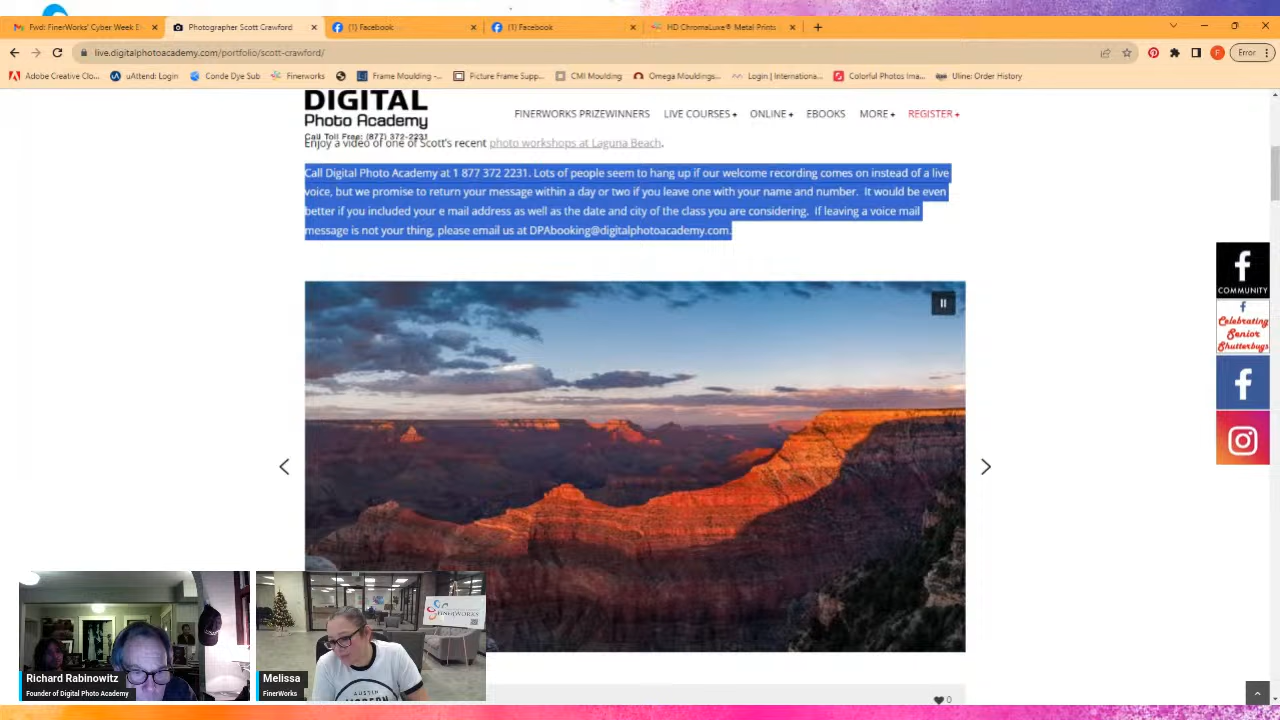 Fwd: FinerWorks' Cyber Week E
Photographer Scott Crawford
(1) Facebook
(1) Facebook
HD ChromaLuxe® Metal Prints
live.digitalphotoacademy.com/portfolio/scott-crawford/
Error
Adobe Creative Clo...
uAttend: Login
Conde Dye Sub
Finerworks
Frame Moulding -...
Picture Frame Supp...
CMI Moulding
Omega Mouldings...
Login | Internationa...
Colorful Photos Ima...
Uline: Order History
DIGITAL
Photo Academy
Call Toll Free: (877) 372-2231
FINERWORKS PRIZEWINNERS LIVE COURSES + ONLINE + EBOOKS MORE + REGISTER +
Enjoy a video of one of Scott's recent photo workshops at Laguna Beach.
Call Digital Photo Academy at 1 877 372 2231. Lots of people seem to hang up if our welcome recording comes on instead of a live
voice, but we promise to return your message within a day or two if you leave one with your name and number. It would be even
better if you included your e mail address as well as the date and city of the class you are considering. If leaving a voice mail
message is not your thing, please email us at DPAbooking@digitalphotoacademy.com.
COMMUNITY
Celebrating
Senior
Shutterbugs
FINERWORKS
AUSTIN
Richard Rabinowitz
Founder of Digital Photo Academy
Melissa
FinerWorks
0